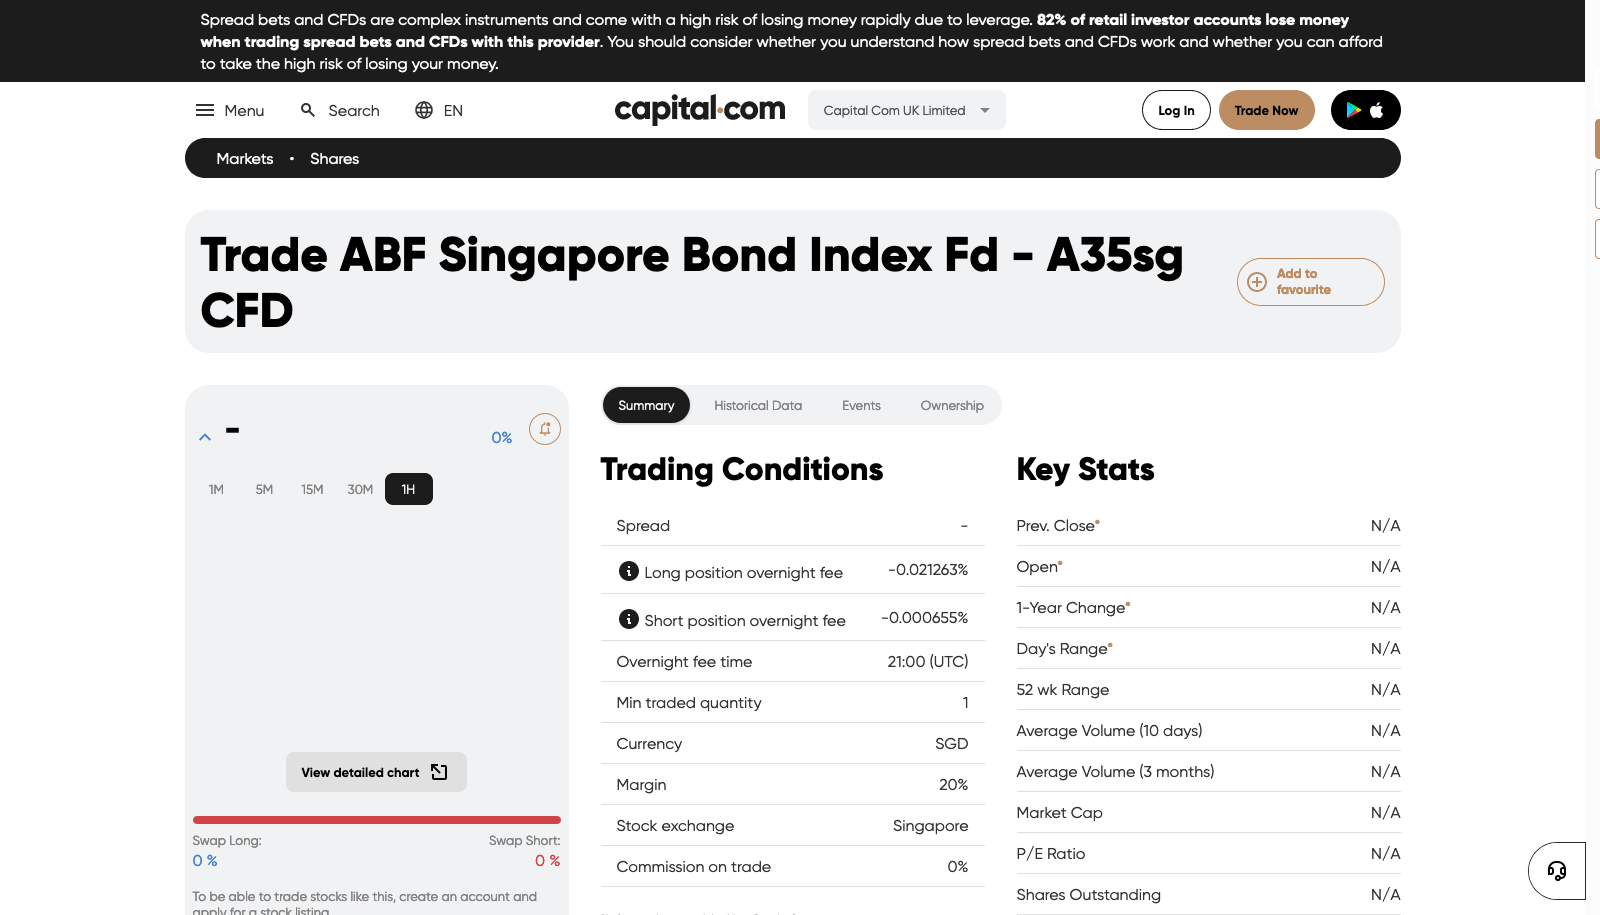 Spread bets and CFDs are complex instruments and come with a high risk of losing money rapidly due to leverage. 82% of retail investor accounts lose money
when trading spread bets and CFDs with this provider. You should consider whether you understand how spread bets and CFDs work and whether you can afford
to take the high risk of losing your money.
Menu Search EN capital.com Capital Com UK Limited Log In Trade Now
Markets • Shares
Trade ABF Singapore Bond Index Fd - A35sg
CFD
Add to
favourite
-
0%
1M 5M 15M 30M 1H
View detailed chart
Swap Long: Swap Short:
0 % 0 %
To be able to trade stocks like this, create an account and
apply for a stock listing
Summary Historical Data Events Ownership
Trading Conditions
Spread -
Long position overnight fee -0.021263%
Short position overnight fee -0.000655%
Overnight fee time 21:00 (UTC)
Min traded quantity 1
Currency SGD
Margin 20%
Stock exchange Singapore
Commission on trade 0%
Key Stats
Prev. Close* N/A
Open* N/A
1-Year Change* N/A
Day's Range* N/A
52 wk Range N/A
Average Volume (10 days) N/A
Average Volume (3 months) N/A
Market Cap N/A
P/E Ratio N/A
Shares Outstanding N/A